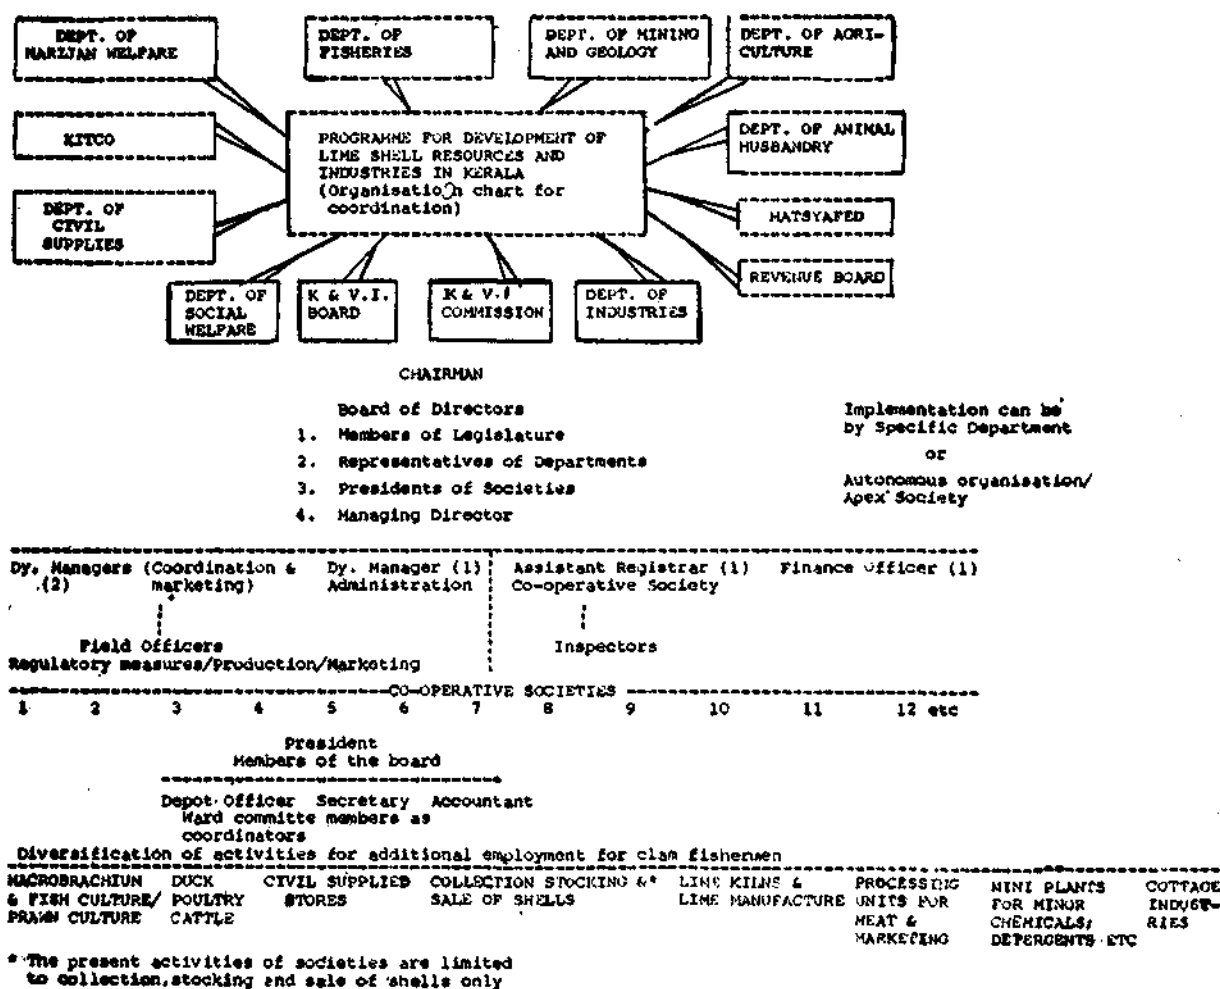 DEPT. OF
HARIJAN WELFARE
DEPT. OF
FISHERIES
DEPT. OF MINING
AND GEOLOGY
DEPT. OF AGRI-
CULTURE
KITCO
PROGRAMME FOR DEVELOPMENT OF
LIME SHELL RESOURCES AND
INDUSTRIES IN KERALA
(Organisation chart for
coordination)
DEPT. OF ANIMAL
HUSBANDRY
DEPT. OF
CIVIL
SUPPLIES
MATSYAFED
REVENUE BOARD
DEPT. OF
SOCIAL
WELFARE
K & V.I.
BOARD
K & V.I
COMMISSION
DEPT. OF
INDUSTRIES
CHAIRMAN
Board of Directors
1. Members of Legislature
2. Representatives of Departments
3. Presidents of Societies
4. Managing Director
Implementation can be
by Specific Department
or
Autonomous organisation/
Apex Society
Dy. Managers (Coordination &
(2) marketing)
Dy. Manager (1)
Administration
Assistant Registrar (1)
Co-operative Society
Finance Officer (1)
Field Officers
Regulatory measures/Production/Marketing
Inspectors
CO-OPERATIVE SOCIETIES
1 2 3 4 5 6 7 8 9 10 11 12 etc
President
Members of the board
Depot Officer Secretary Accountant
Ward committe members as
coordinators
Diversification of activities for additional employment for clam fishermen
MACROBRACHIUN
& FISH CULTURE/
PRAWN CULTURE
DUCK
POULTRY
CATTLE
CIVIL SUPPLIED
STORES
COLLECTION STOCKING &*
SALE OF SHELLS
LIME KILNS &
LIME MANUFACTURE
PROCESSING
UNITS FOR
MEAT &
MARKETING
MINI PLANTS
FOR MINOR
CHEMICALS;
DETERGENTS ETC
COTTAGE
INDUST-
RIES
* The present activities of societies are limited
to collection, stocking and sale of shells only